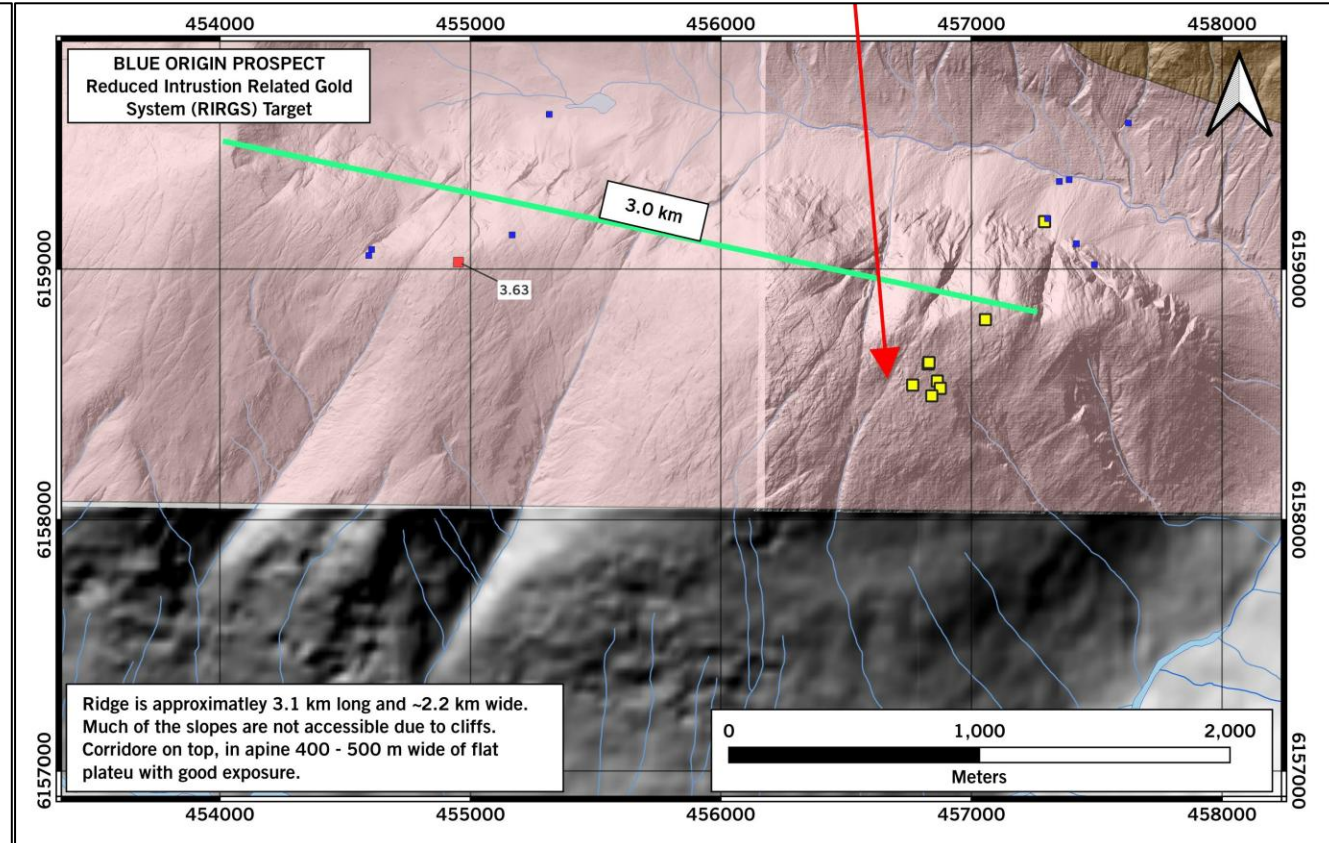 454000 455000 456000 457000 458000
BLUE ORIGIN PROSPECT
Reduced Intrustion Related Gold
System (RIRGS) Target
3.0 km
6159000 6159000
3.63
6158000 6158000
Ridge is approximatley 3.1 km long and ~2.2 km wide.
Much of the slopes are not accessible due to cliffs.
Corridore on top, in apine 400 - 500 m wide of flat
plateu with good exposure.
0 1,000 2,000
Meters
6157000 6157000
454000 455000 456000 457000 458000